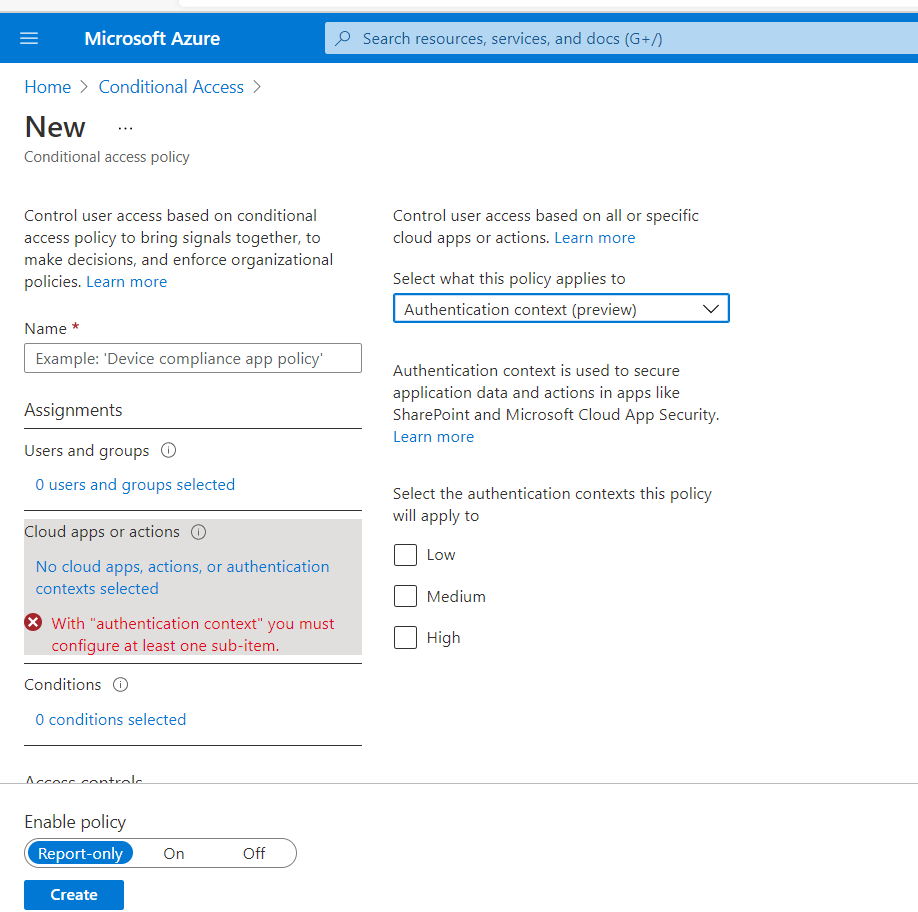 Microsoft Azure
Search resources, services, and docs (G+/)
Home > Conditional Access >
New ...
Conditional access policy
Control user access based on conditional
access policy to bring signals together, to
make decisions, and enforce organizational
policies. Learn more
Name *
Example: 'Device compliance app policy'
Assignments
Users and groups
0 users and groups selected
Cloud apps or actions
No cloud apps, actions, or authentication
contexts selected
With "authentication context" you must
configure at least one sub-item.
Conditions
0 conditions selected
Access controls
Control user access based on all or specific
cloud apps or actions. Learn more
Select what this policy applies to
Authentication context (preview)
Authentication context is used to secure
application data and actions in apps like
SharePoint and Microsoft Cloud App Security.
Learn more
Select the authentication contexts this policy
will apply to
Low
Medium
High
Enable policy
Report-only On Off
Create